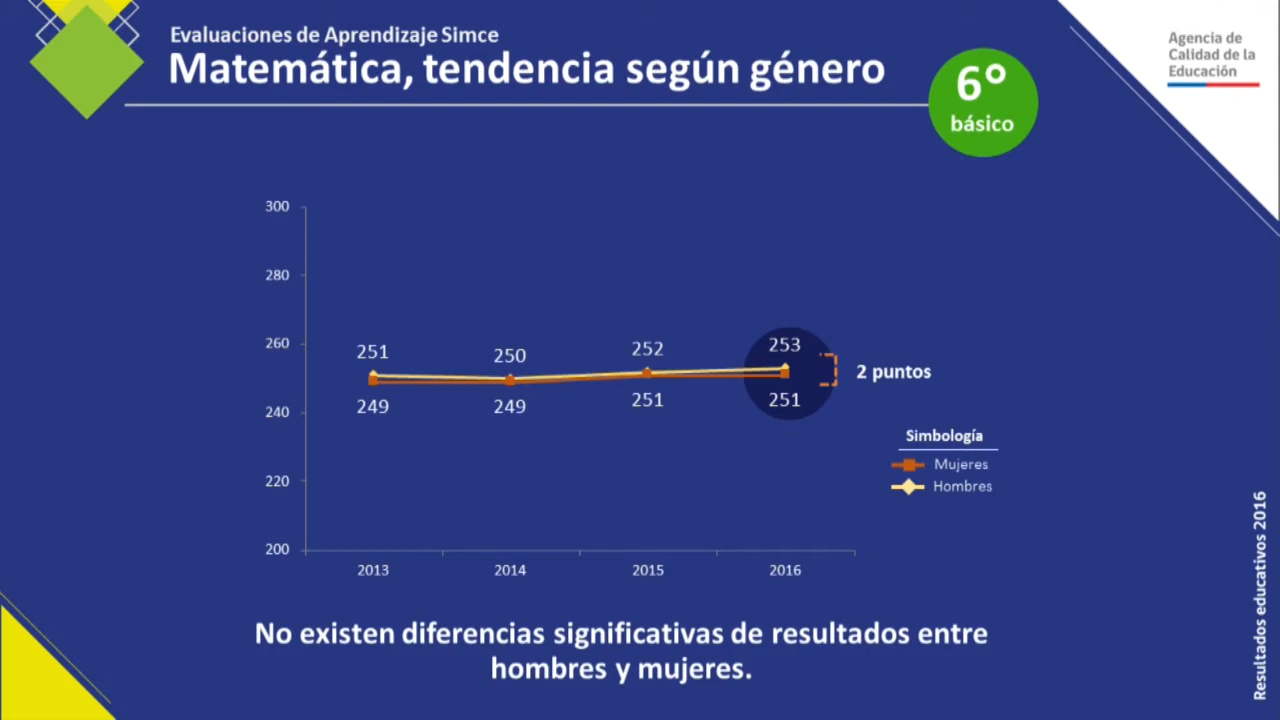 Evaluaciones de Aprendizaje Simce
Matemática, tendencia según género
6°
básico
Agencia de
Calidad de la
Educación
300
280
260
240
220
200
251
250
252
253
249
249
251
251
2 puntos
Simbología
Mujeres
Hombres
2013
2014
2015
2016
No existen diferencias significativas de resultados entre
hombres y mujeres.
Resultados educativos 2016